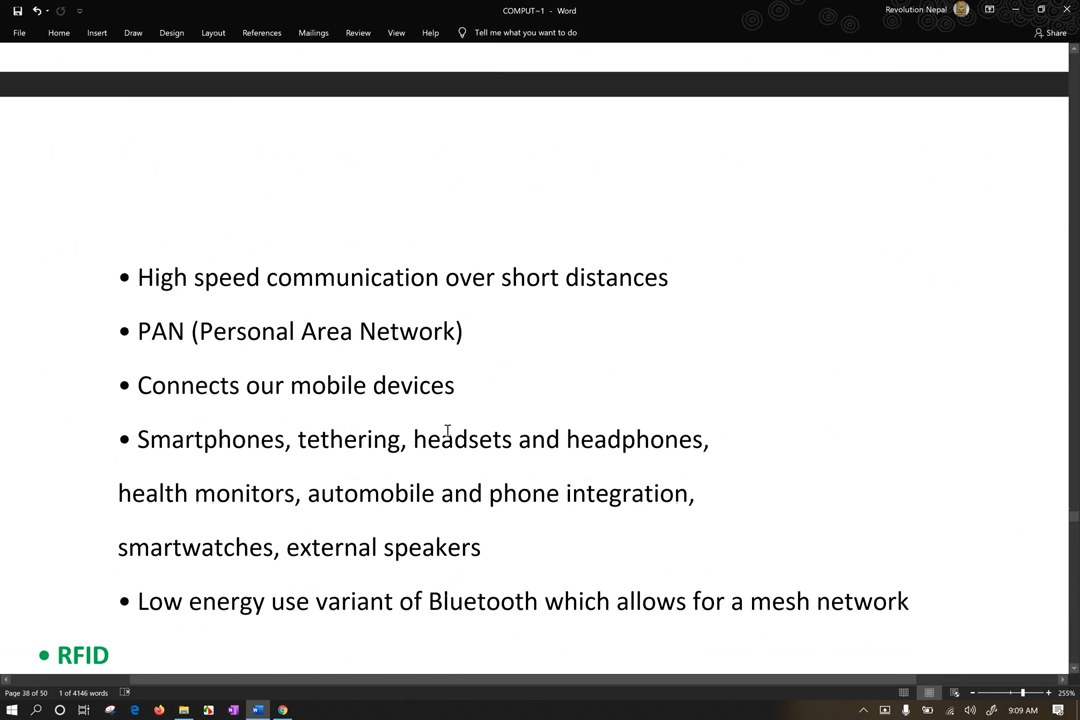 COMPUT~1 - Word
Revolution Nepal
File Home Insert Draw Design Layout References Mailings Review View Help Tell me what you want to do Share
• High speed communication over short distances
• PAN (Personal Area Network)
• Connects our mobile devices
• Smartphones, tethering, headsets and headphones,
health monitors, automobile and phone integration,
smartwatches, external speakers
• Low energy use variant of Bluetooth which allows for a mesh network
• RFID
Page 38 of 50 1 of 4146 words 255%
9:09 AM